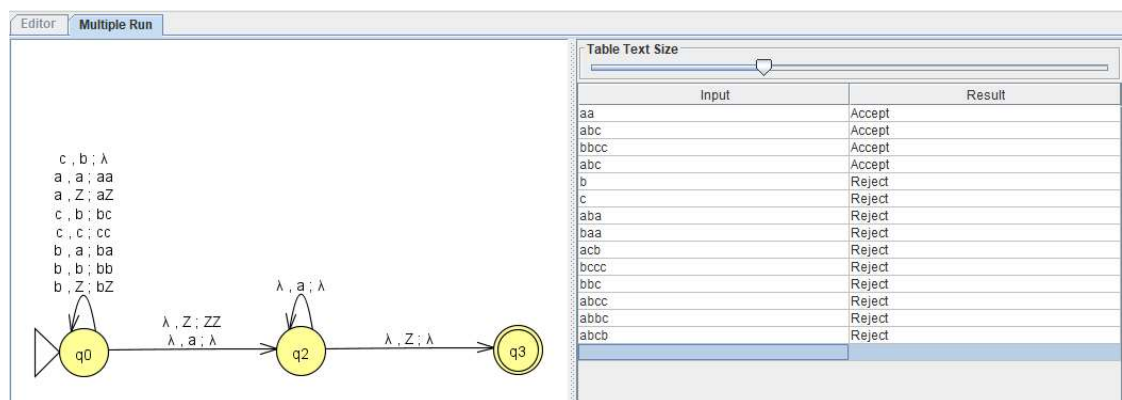 Editor Multiple Run
Table Text Size
Input Result
aa Accept
abc Accept
bbcc Accept
abc Accept
b Reject
c Reject
aba Reject
baa Reject
acb Reject
bccc Reject
bbc Reject
abcc Reject
abbc Reject
abcb Reject
c , b ; λ
a , a ; aa
a , Z ; aZ
c , b ; bc
c , c ; cc
b , a ; ba
b , b ; bb
b , Z ; bZ
λ , a ; λ
λ , Z ; ZZ
λ , a ; λ
λ , Z ; λ
q0 q2 q3